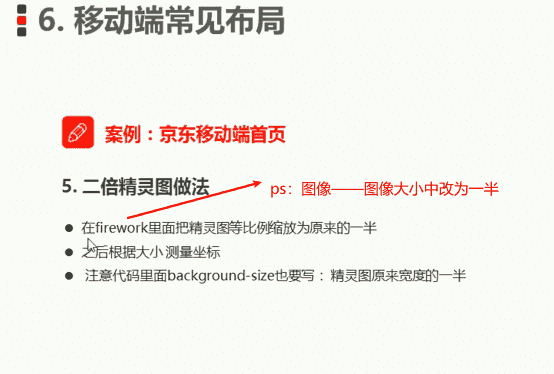 6. 移动端常见布局
案例：京东移动端首页
5. 二倍精灵图做法
ps：图像——图像大小中改为一半
● 在firework里面把精灵图等比例缩放为原来的一半
● 之后根据大小 测量坐标
● 注意代码里面background-size也要写： 精灵图原来宽度的一半